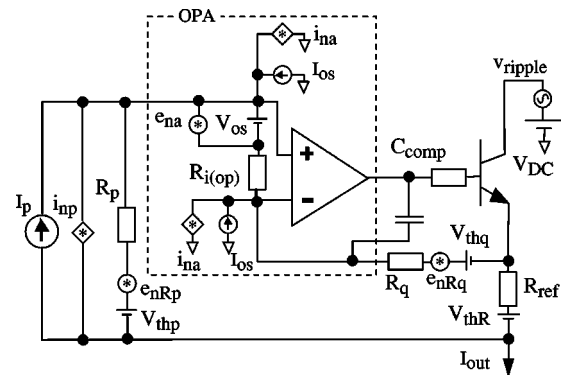 OPA
i_na
I_os
v_ripple
e_na
V_os
C_comp
R_i(op)
V_DC
I_p
i_np
R_p
i_na
I_os
V_thq
e_nRp
R_q
e_nRq
R_ref
V_thp
V_thR
I_out